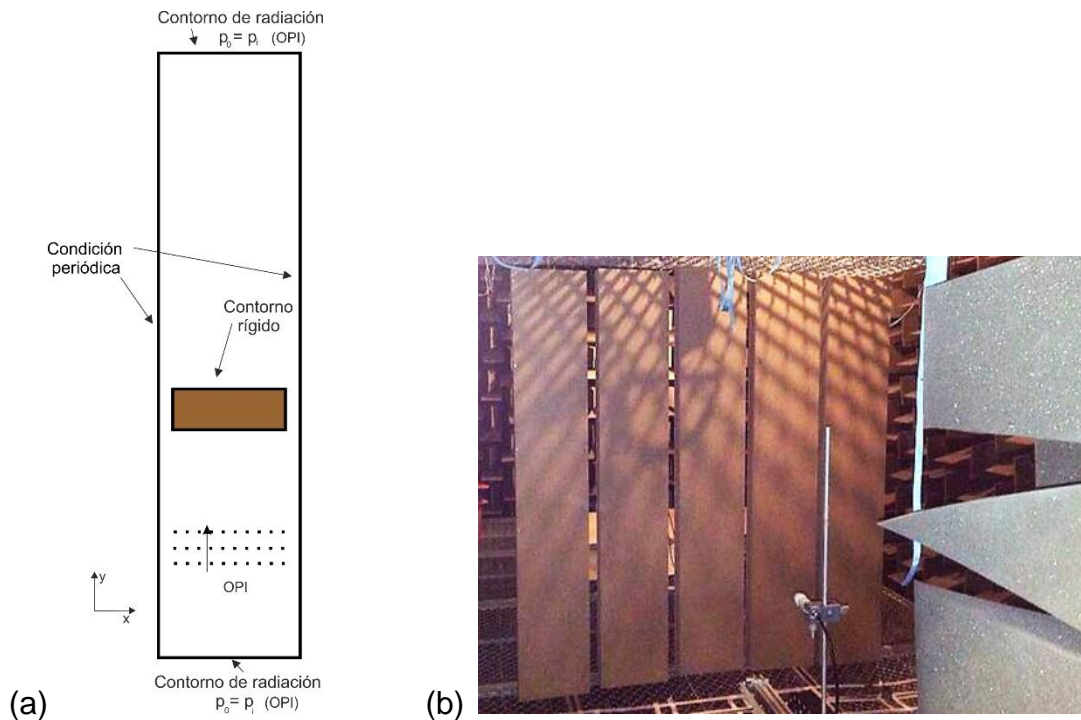 Contorno de radiación
p₀ = pᵢ (OPI)
Condición
periódica
Contorno
rígido
OPI
y
x
Contorno de radiación
p₀ = pᵢ (OPI)
(a)
(b)